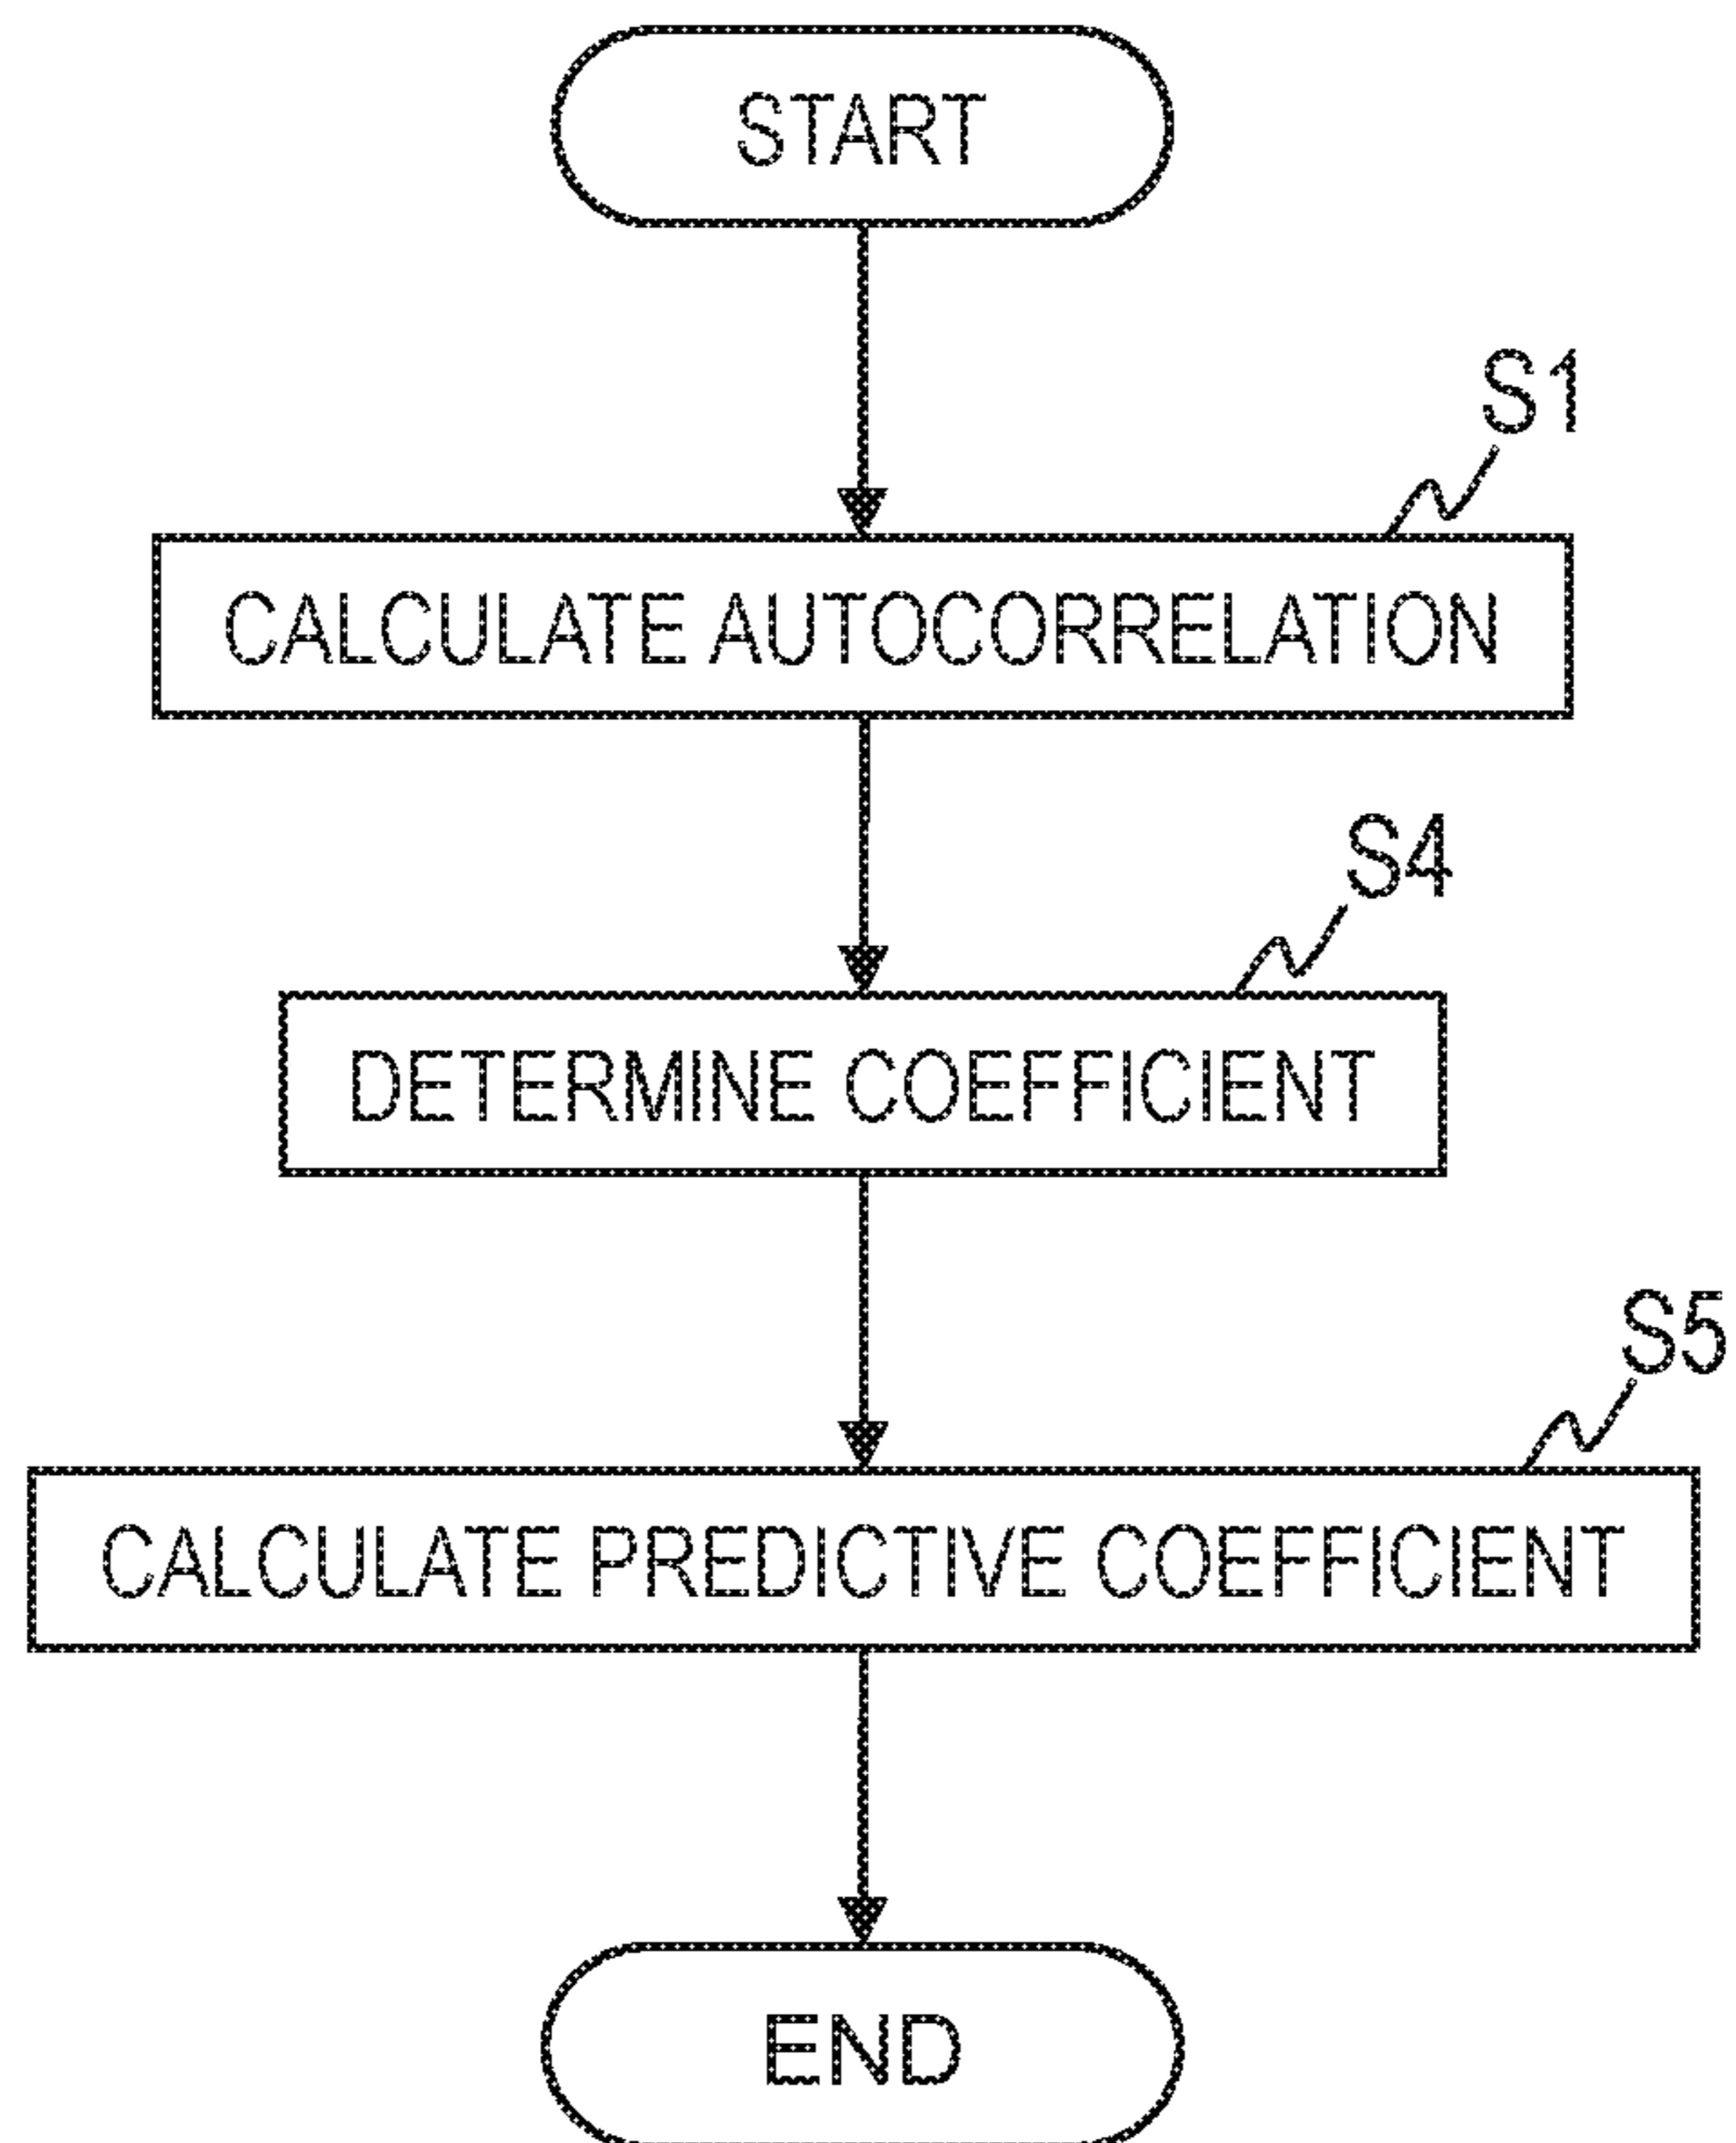 START
S1
CALCULATE AUTOCORRELATION
S4
DETERMINE COEFFICIENT
S5
CALCULATE PREDICTIVE COEFFICIENT
END